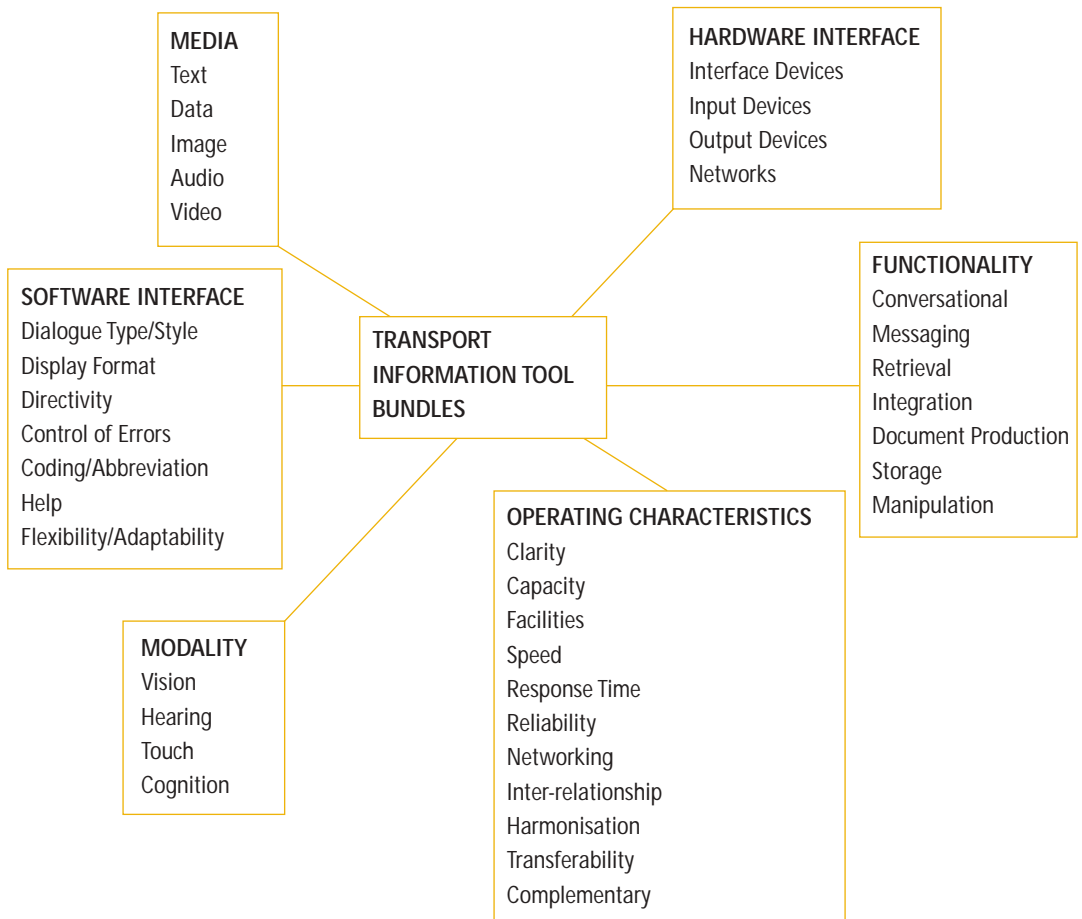 MEDIA
Text
Data
Image
Audio
Video
HARDWARE INTERFACE
Interface Devices
Input Devices
Output Devices
Networks
SOFTWARE INTERFACE
Dialogue Type/Style
Display Format
Directivity
Control of Errors
Coding/Abbreviation
Help
Flexibility/Adaptability
TRANSPORT
INFORMATION TOOL
BUNDLES
FUNCTIONALITY
Conversational
Messaging
Retrieval
Integration
Document Production
Storage
Manipulation
MODALITY
Vision
Hearing
Touch
Cognition
OPERATING CHARACTERISTICS
Clarity
Capacity
Facilities
Speed
Response Time
Reliability
Networking
Inter-relationship
Harmonisation
Transferability
Complementary